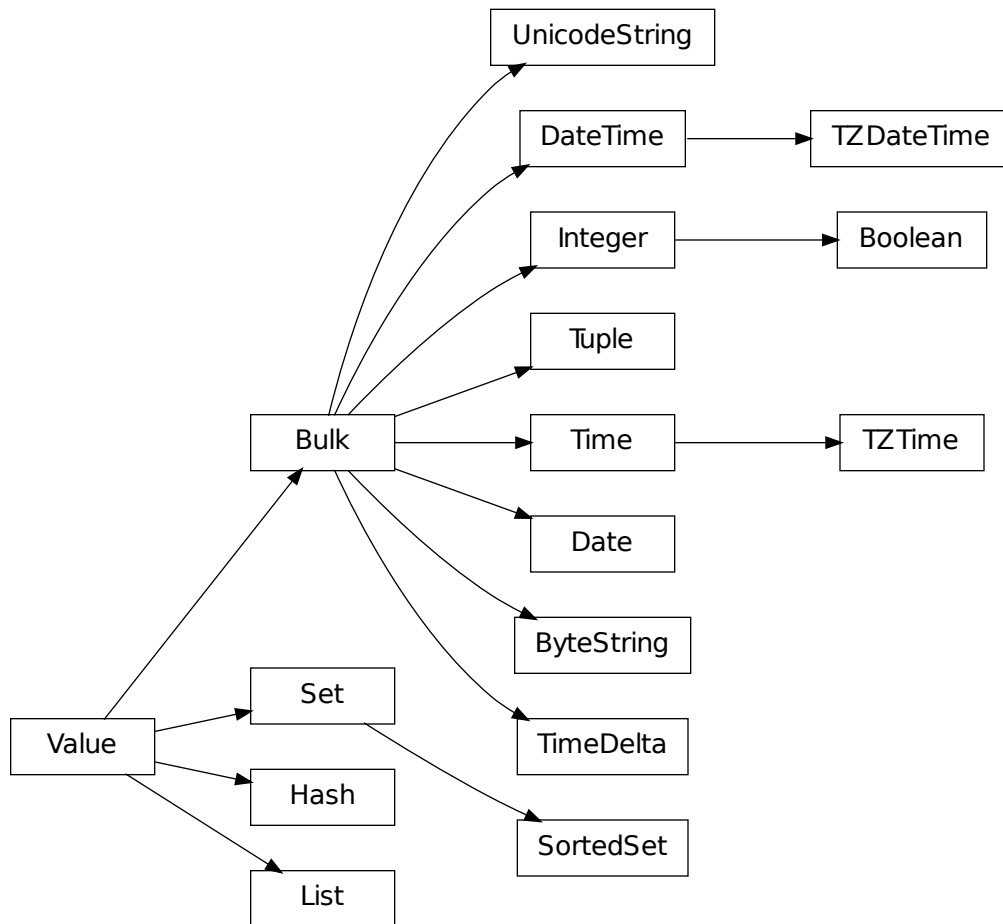 UnicodeString
DateTime
TZDateTime
Integer
Boolean
Tuple
Bulk
Time
TZTime
Date
ByteString
Set
Value
TimeDelta
Hash
SortedSet
List